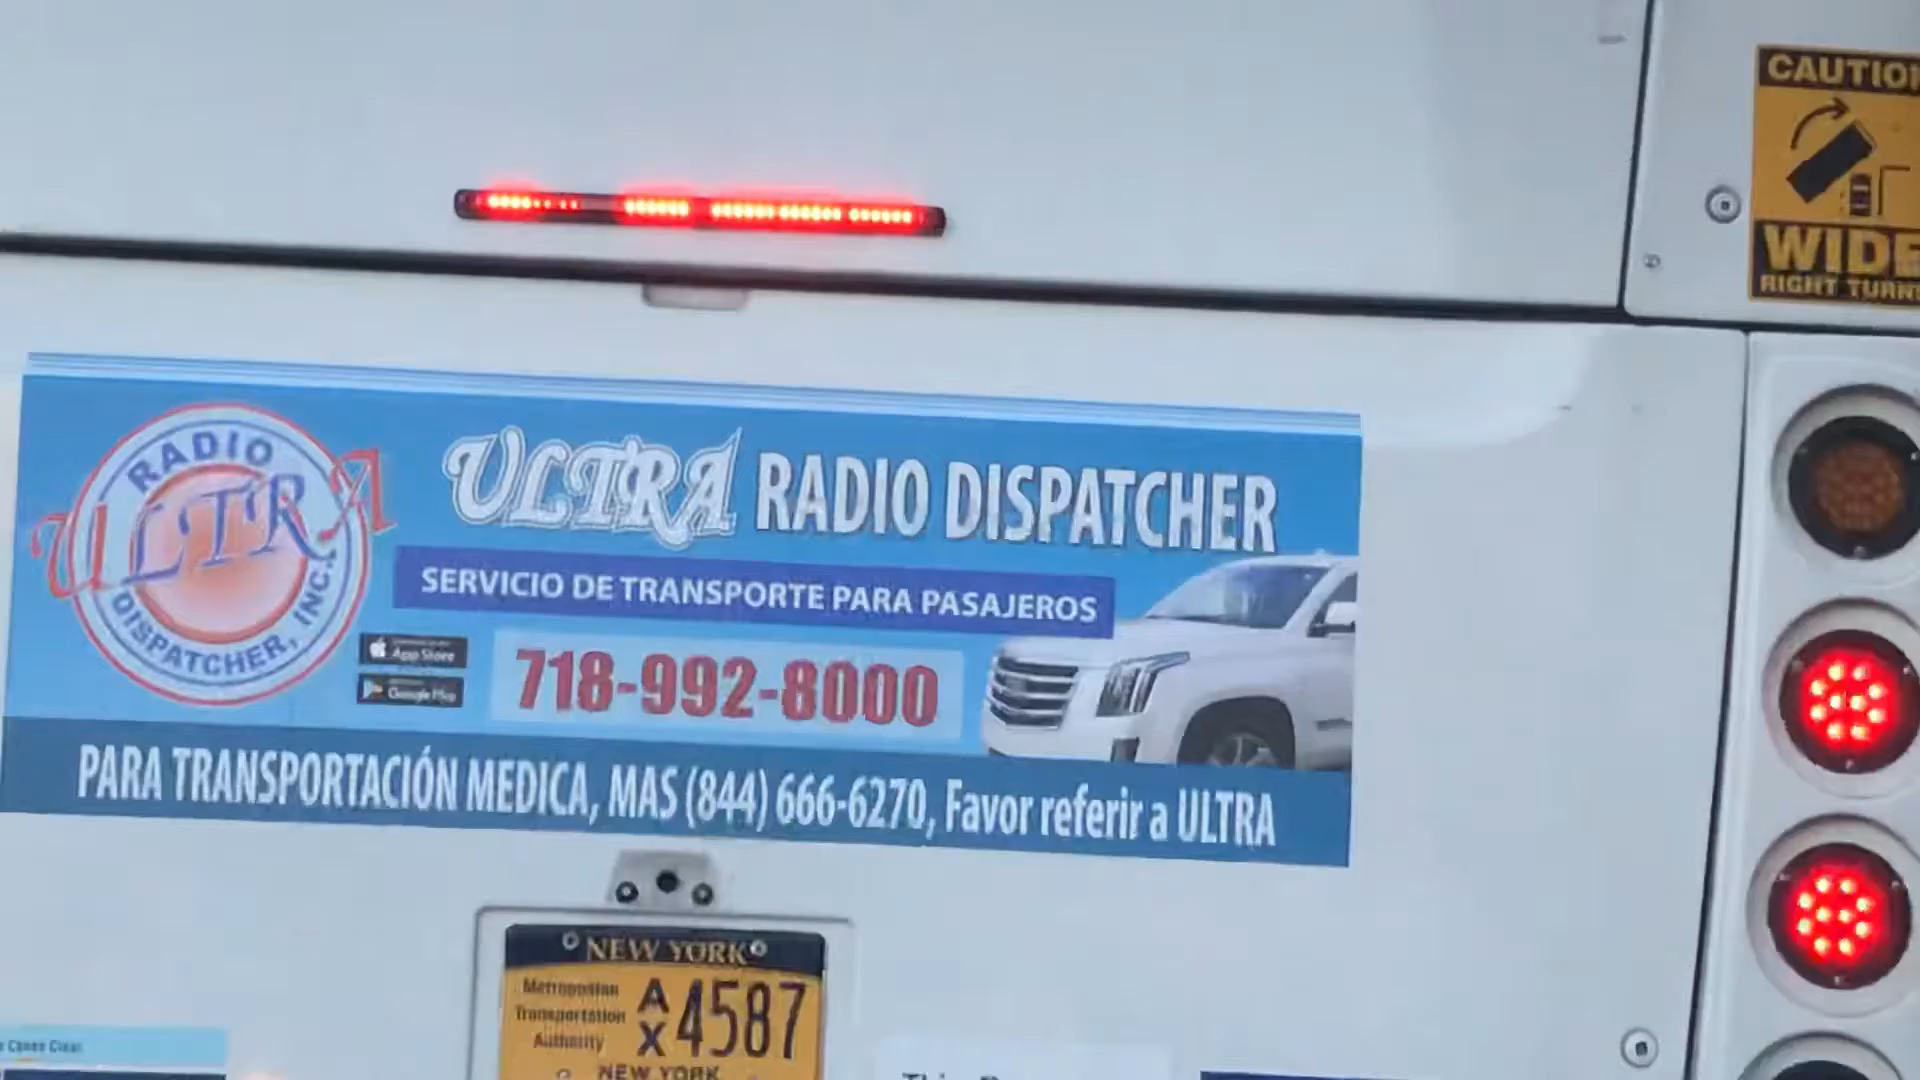 CAUTION
WIDE
RIGHT TURNS
RADIO
ULTRA
DISPATCHER, INC.
ULTRA RADIO DISPATCHER
SERVICIO DE TRANSPORTE PARA PASAJEROS
App Store
Google Play
718-992-8000
PARA TRANSPORTACIÓN MEDICA, MAS (844) 666-6270, Favor referir a ULTRA
NEW YORK
Metropolitan
Transportation
Authority
AX 4587
NEW YORK
Clear